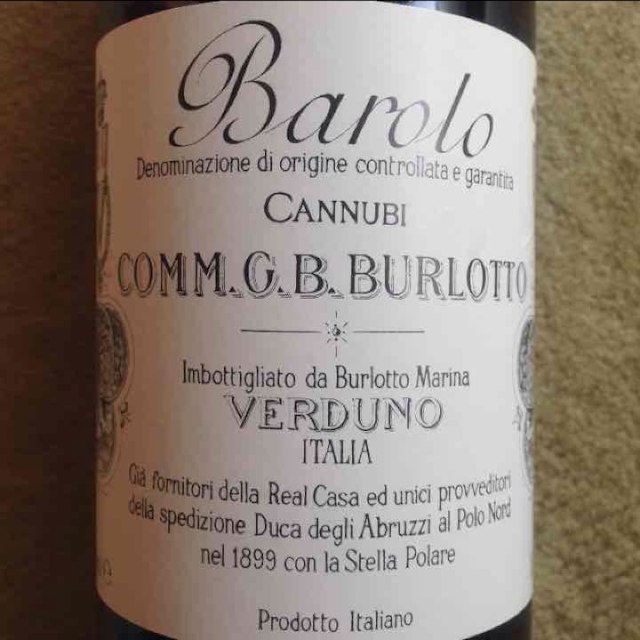 Barolo
Denominazione di origine controllata e garantita
CANNUBI
COMM. G. B. BURLOTTO
Imbottigliato da Burlotto Marina
VERDUNO
ITALIA
Già fornitori della Real Casa ed unici provveditori
della spedizione Duca degli Abruzzi al Polo Nord
nel 1899 con la Stella Polare
Prodotto Italiano